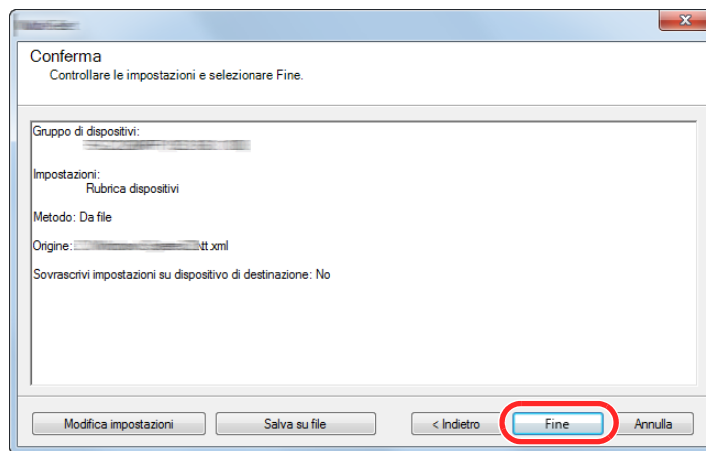 Conferma
Controllare le impostazioni e selezionare Fine.
Gruppo di dispositivi:
Impostazioni:
Rubrica dispositivi
Metodo: Da file
Origine: \tt.xml
Sovrascrivi impostazioni su dispositivo di destinazione: No
Modifica impostazioni Salva su file < Indietro Fine Annulla